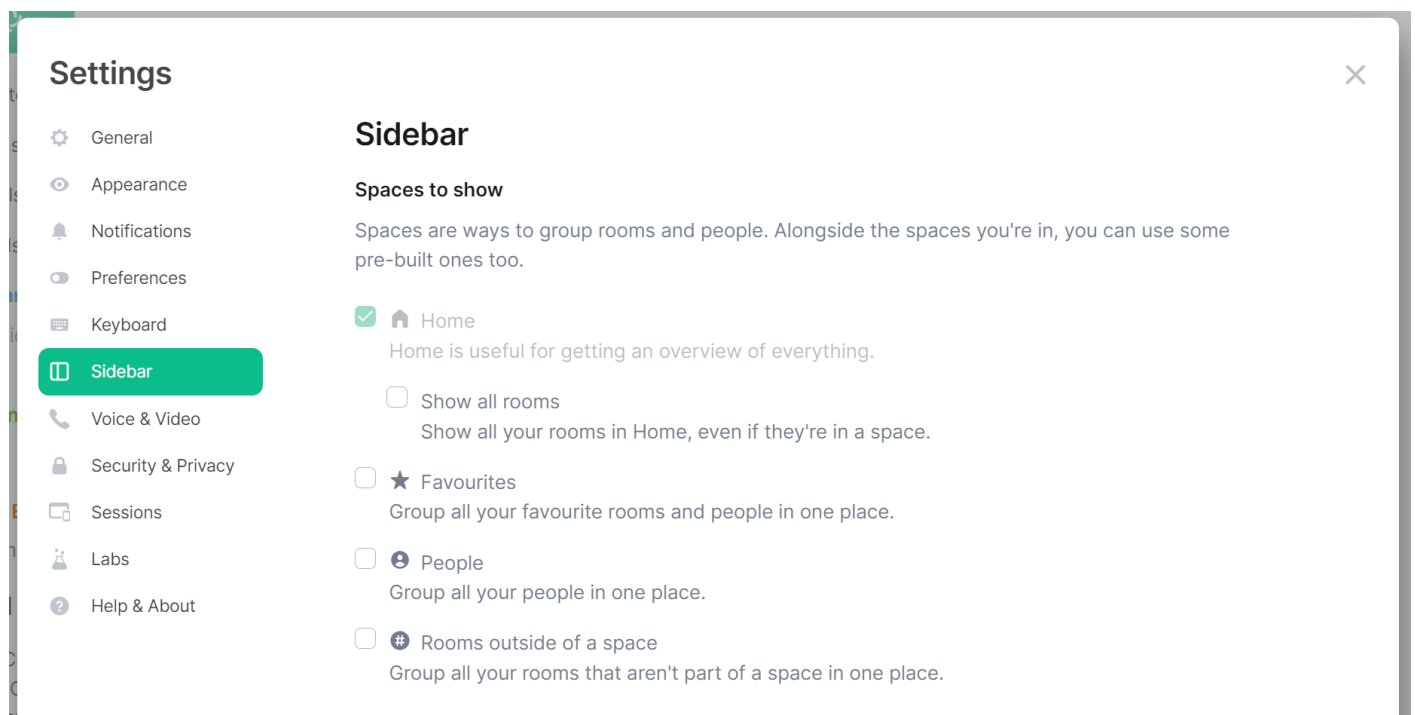 Settings
General
Appearance
Notifications
Preferences
Keyboard
Sidebar
Voice & Video
Security & Privacy
Sessions
Labs
Help & About
Sidebar
Spaces to show
Spaces are ways to group rooms and people. Alongside the spaces you're in, you can use some
pre-built ones too.
Home
Home is useful for getting an overview of everything.
Show all rooms
Show all your rooms in Home, even if they're in a space.
Favourites
Group all your favourite rooms and people in one place.
People
Group all your people in one place.
Rooms outside of a space
Group all your rooms that aren't part of a space in one place.